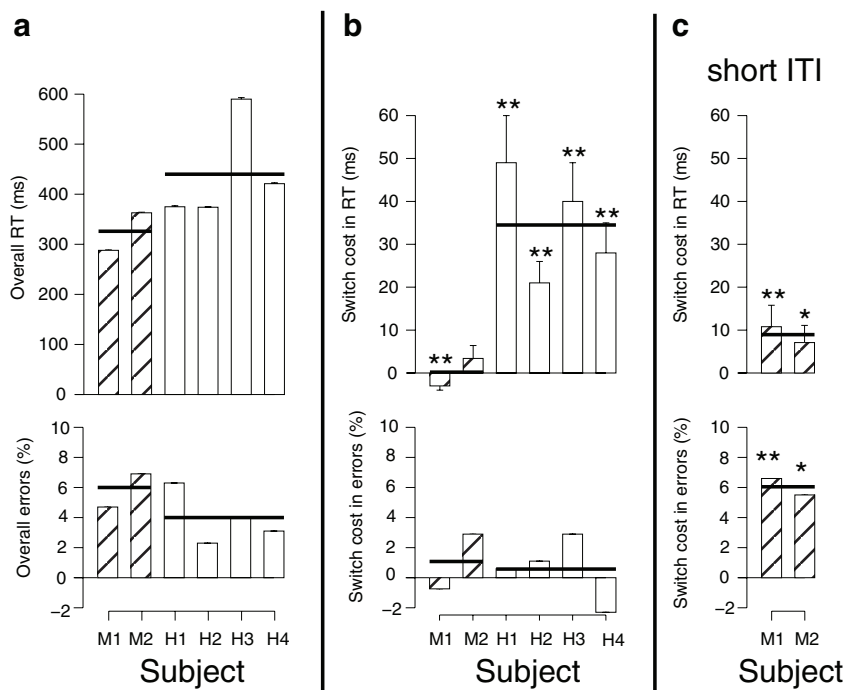 a
Overall RT (ms)
600
500
400
300
200
100
0
Overall errors (%)
10
8
6
4
2
0
−2
M1 M2 H1 H2 H3 H4
Subject
b
Switch cost in RT (ms)
60
50
40
30
20
10
0
** ** ** ** **
Switch cost in errors (%)
10
8
6
4
2
0
−2
M1 M2 H1 H2 H3 H4
Subject
c
short ITI
Switch cost in RT (ms)
60
50
40
30
20
10
0
** *
Switch cost in errors (%)
10
8
6
4
2
0
−2
** *
M1 M2
Subject